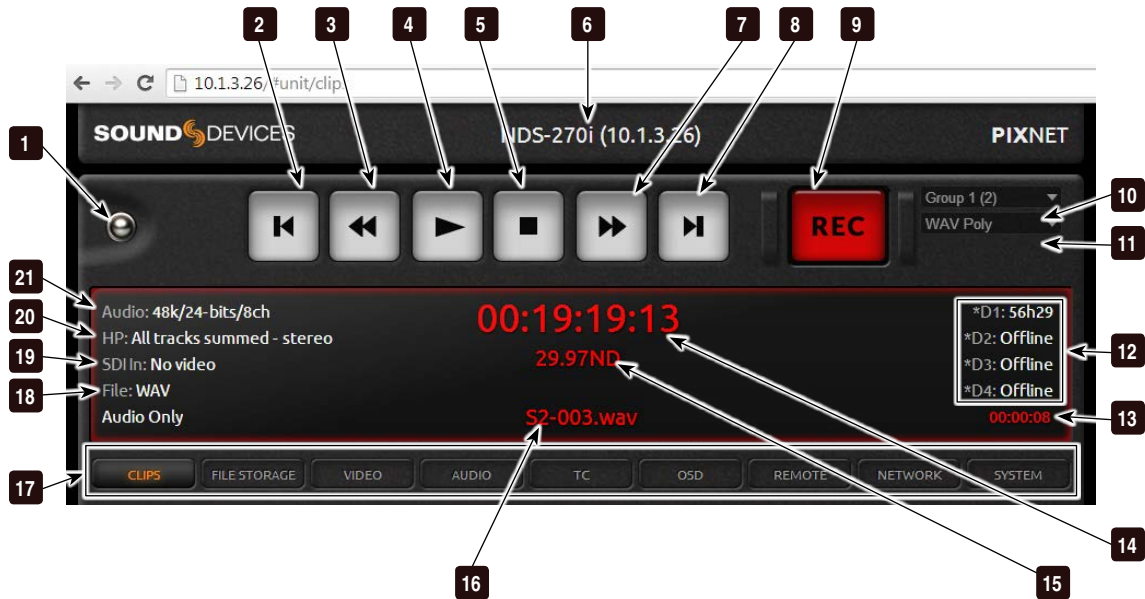 2 3 4 5 6 7 8 9
10.1.3.26/#unit/clip
1
SOUND DEVICES NDS-270i (10.1.3.26) PIXNET
REC
Group 1 (2)
WAV Poly
10
11
21 Audio: 48k/24-bits/8ch 00:19:19:13 *D1: 56h29
20 HP: All tracks summed - stereo 29.97ND *D2: Offline
19 SDI In: No video *D3: Offline 12
18 File: WAV *D4: Offline
Audio Only S2-003.wav 00:00:08 13
17 CLIPS FILE STORAGE VIDEO AUDIO TC OSD REMOTE NETWORK SYSTEM
14
16 15